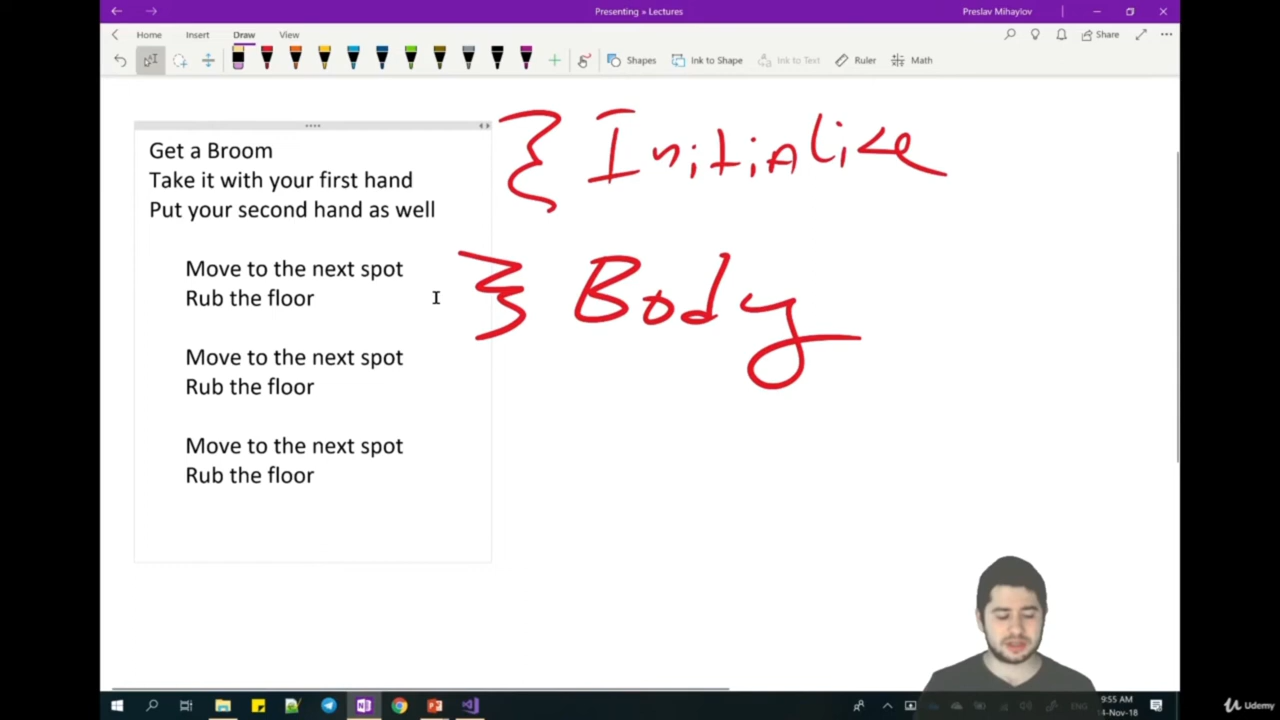 Presenting » Lectures
Preslav Mihaylov
Home Insert Draw View
Share
Shapes Ink to Shape Ink to Text Ruler Math
Get a Broom
Take it with your first hand
Put your second hand as well
Initialize
Move to the next spot
Rub the floor
Body
Move to the next spot
Rub the floor
Move to the next spot
Rub the floor
9:55 AM
ENG
-Nov-18
Udemy